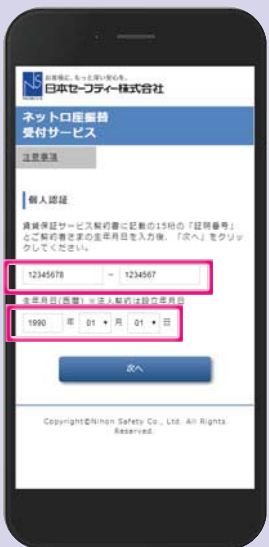 お客様に、もっと深い安心を。
日本セーフティー株式会社
ネット口座振替
受付サービス
注意事項
個人認証
賃貸保証サービス契約書に記載の15桁の「証明番号」
とご契約者さまの生年月日を入力後、「次へ」をクリッ
クしてください。
12345678 － 1234567
生年月日(西暦) ※法人契約は設立年月日
1990 年 01 月 01 日
次へ
Copyright©Nihon Safety Co., Ltd. All Rights
Reserved.